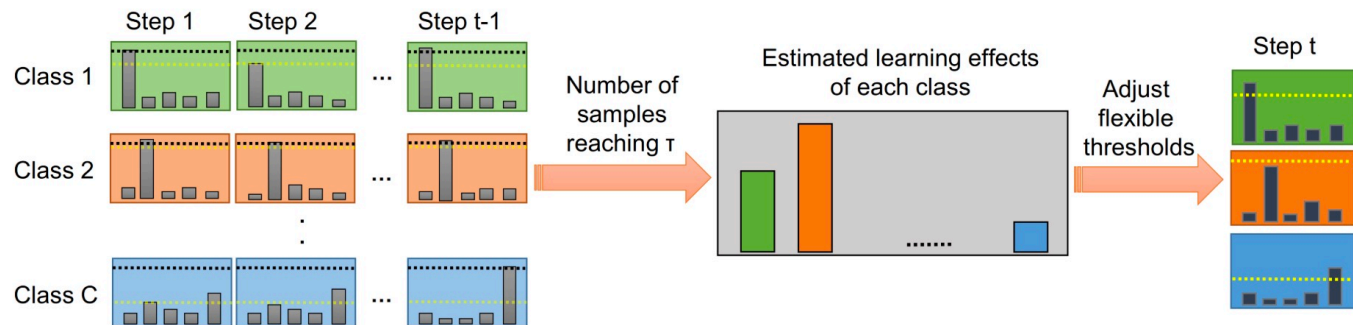 Step 1
Step 2
Step t-1
Class 1
...
Class 2
...
:
Class C
...
Number of
samples
reaching τ
Estimated learning effects
of each class
......
Adjust
flexible
thresholds
Step t